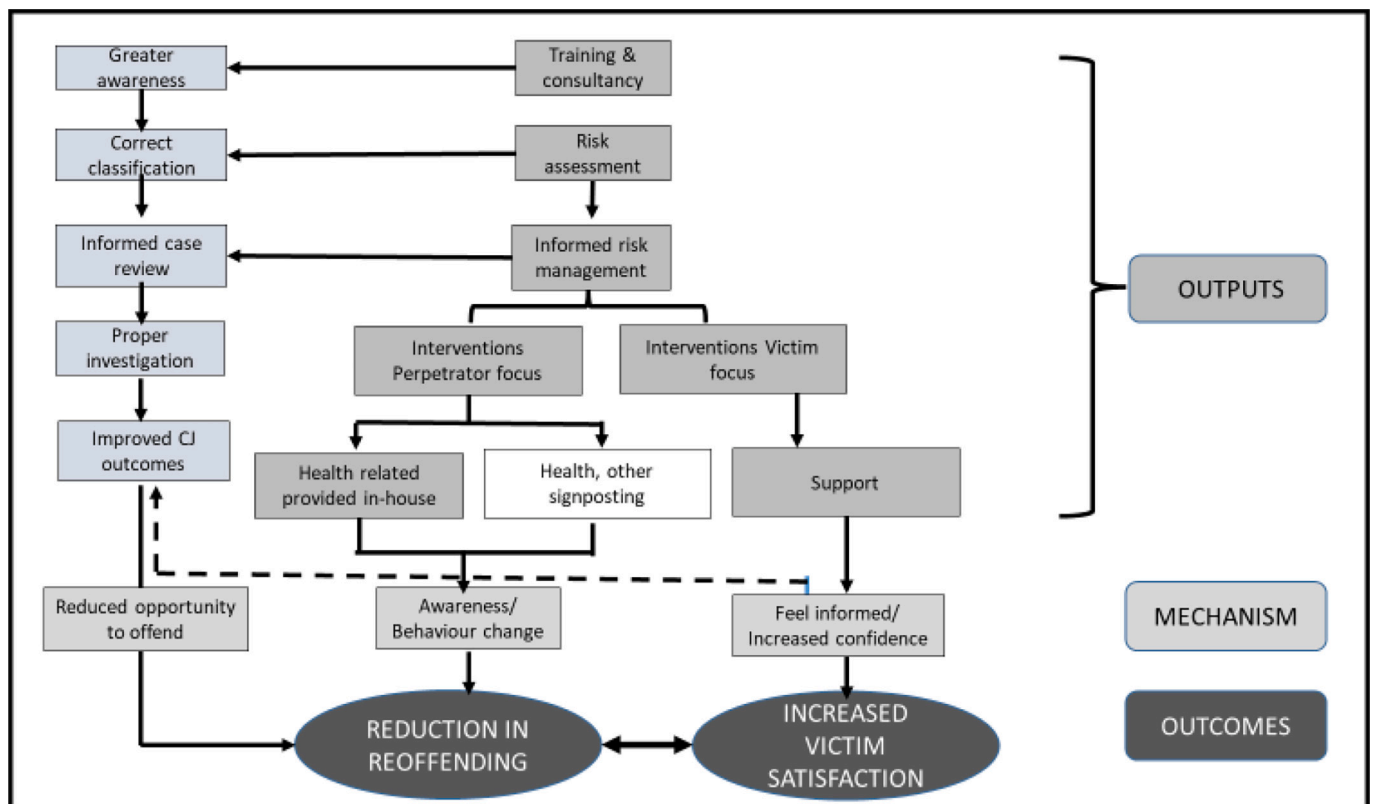 Greater
awareness
Training &
consultancy
Correct
classification
Risk
assessment
Informed case
review
Informed risk
management
OUTPUTS
Proper
investigation
Interventions
Perpetrator focus
Interventions Victim
focus
Improved CJ
outcomes
Health related
provided in-house
Health, other
signposting
Support
Reduced opportunity
to offend
Awareness/
Behaviour change
Feel informed/
Increased confidence
MECHANISM
REDUCTION IN
REOFFENDING
INCREASED
VICTIM
SATISFACTION
OUTCOMES